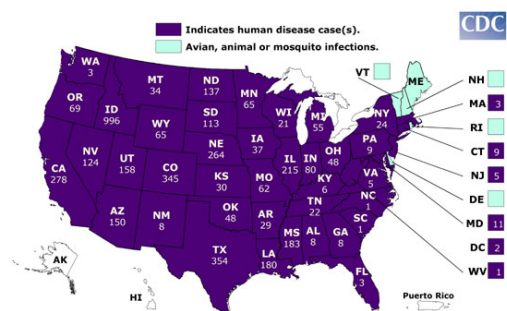 Indicates human disease case(s).
Avian, animal or mosquito infections.
CDC
WA
3
OR
69
ID
996
MT
34
ND
137
MN
65
SD
113
WY
65
NE
264
IA
37
WI
21
MI
55
NV
124
UT
158
CO
345
KS
30
MO
62
IL
215
IN
80
OH
48
CA
278
AZ
150
NM
8
OK
48
AR
29
TX
354
LA
180
MS
183
AL
8
GA
8
FL
3
TN
22
KY
6
SC
1
NC
1
VA
5
PA
9
NY
24
VT
ME
NH
MA 3
RI
CT 9
NJ 5
DE
MD 11
DC 2
WV 1
AK
HI
Puerto Rico